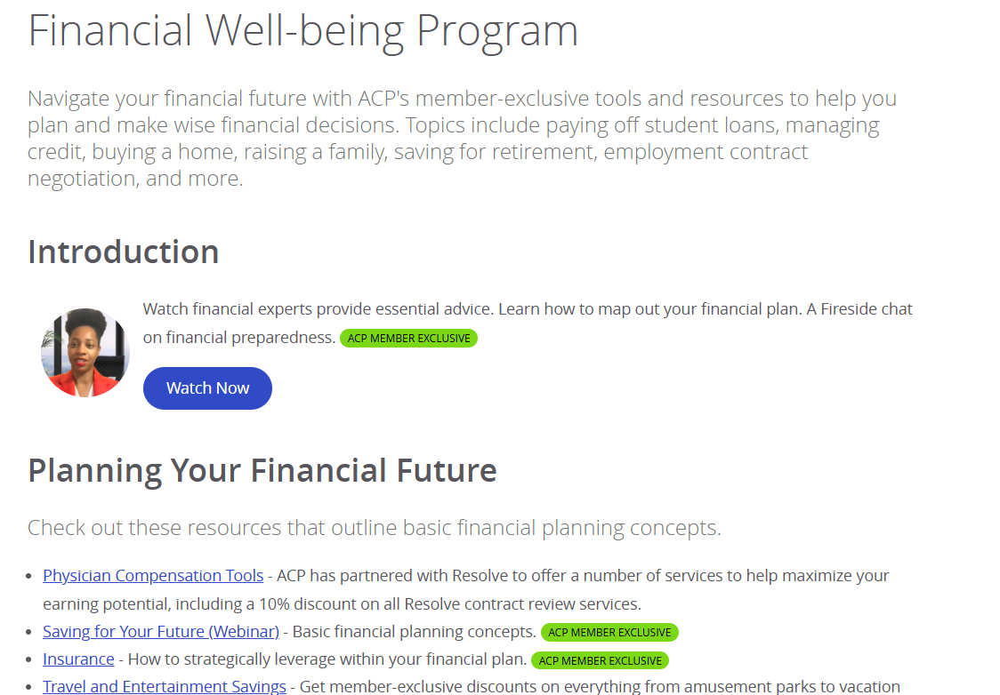 Financial Well-being Program
Navigate your financial future with ACP's member-exclusive tools and resources to help you
plan and make wise financial decisions. Topics include paying off student loans, managing
credit, buying a home, raising a family, saving for retirement, employment contract
negotiation, and more.
Introduction
Watch financial experts provide essential advice. Learn how to map out your financial plan. A Fireside chat
on financial preparedness. ACP MEMBER EXCLUSIVE
Watch Now
Planning Your Financial Future
Check out these resources that outline basic financial planning concepts.
• Physician Compensation Tools - ACP has partnered with Resolve to offer a number of services to help maximize your
earning potential, including a 10% discount on all Resolve contract review services.
• Saving for Your Future (Webinar) - Basic financial planning concepts. ACP MEMBER EXCLUSIVE
• Insurance - How to strategically leverage within your financial plan. ACP MEMBER EXCLUSIVE
• Travel and Entertainment Savings - Get member-exclusive discounts on everything from amusement parks to vacation